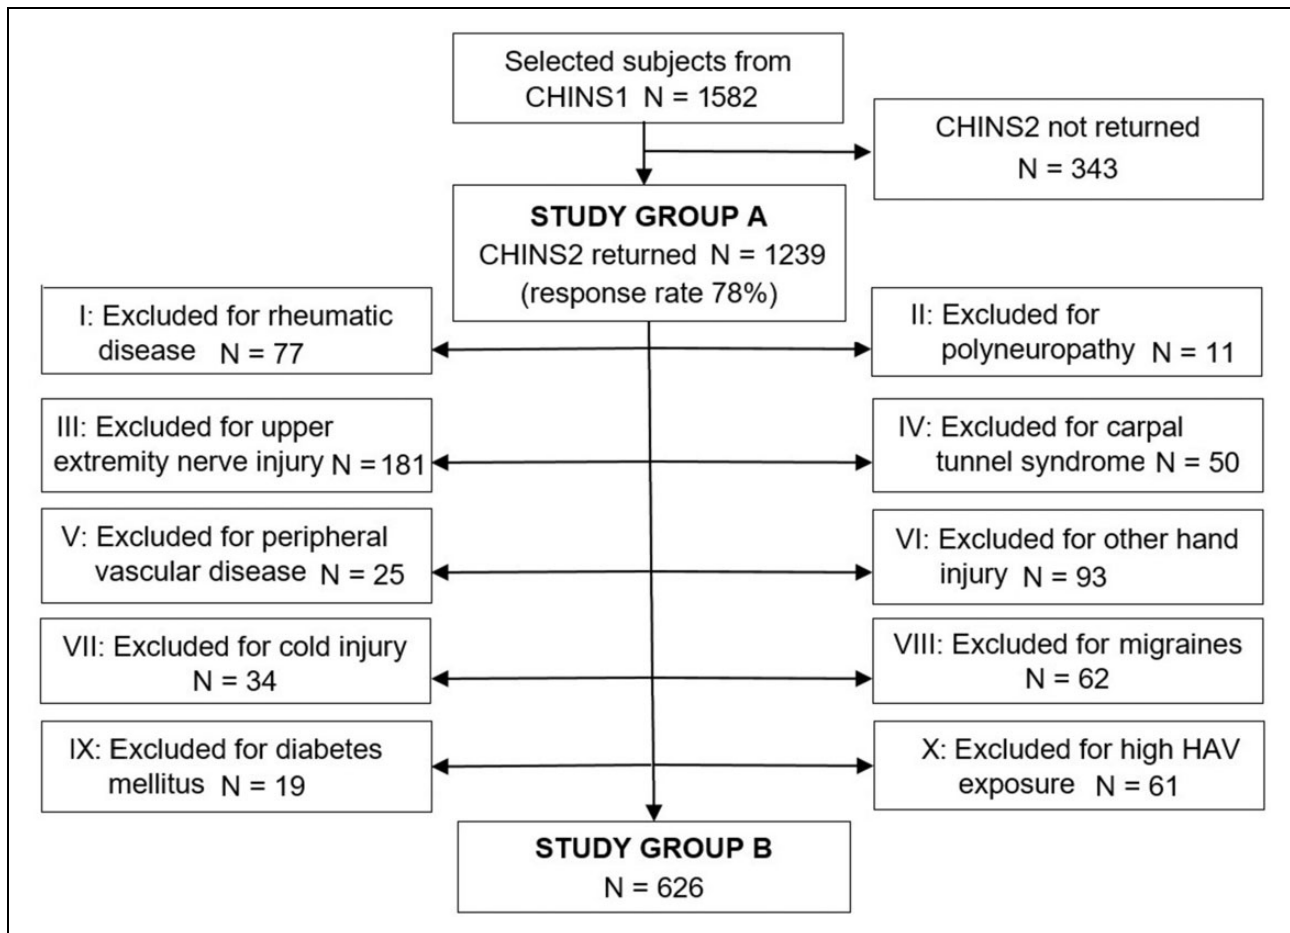 Selected subjects from
CHINS1 N = 1582
CHINS2 not returned
N = 343
STUDY GROUP A
CHINS2 returned N = 1239
(response rate 78%)
I: Excluded for rheumatic
disease N = 77
II: Excluded for
polyneuropathy N = 11
III: Excluded for upper
extremity nerve injury N = 181
IV: Excluded for carpal
tunnel syndrome N = 50
V: Excluded for peripheral
vascular disease N = 25
VI: Excluded for other hand
injury N = 93
VII: Excluded for cold injury
N = 34
VIII: Excluded for migraines
N = 62
IX: Excluded for diabetes
mellitus N = 19
X: Excluded for high HAV
exposure N = 61
STUDY GROUP B
N = 626